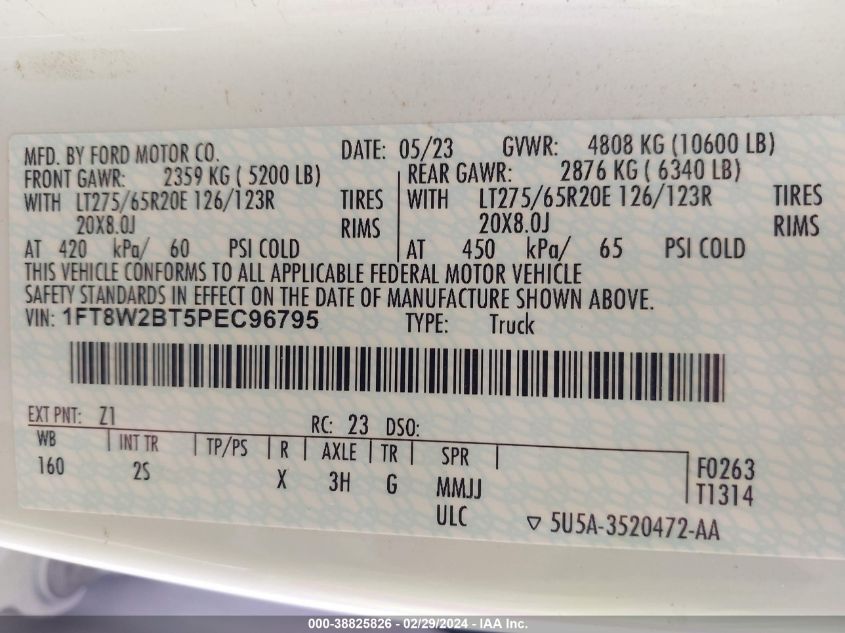 MFD. BY FORD MOTOR CO. DATE: 05/23 GVWR: 4808 KG (10600 LB)
FRONT GAWR: 2359 KG ( 5200 LB) REAR GAWR: 2876 KG ( 6340 LB)
WITH LT275/65R20E 126/123R TIRES WITH LT275/65R20E 126/123R TIRES
20X8.0J RIMS 20X8.0J RIMS
AT 420 kPa/ 60 PSI COLD AT 450 kPa/ 65 PSI COLD
THIS VEHICLE CONFORMS TO ALL APPLICABLE FEDERAL MOTOR VEHICLE
SAFETY STANDARDS IN EFFECT ON THE DATE OF MANUFACTURE SHOWN ABOVE.
VIN: 1FT8W2BT5PEC96795 TYPE: Truck
EXT PNT: Z1 RC: 23 DSO:
WB INT TR TP/PS R AXLE TR SPR
160 2S X 3H G MMJJ F0263
T1314
ULC 5U5A-3520472-AA
000-38825826 - 02/29/2024 - IAA Inc.